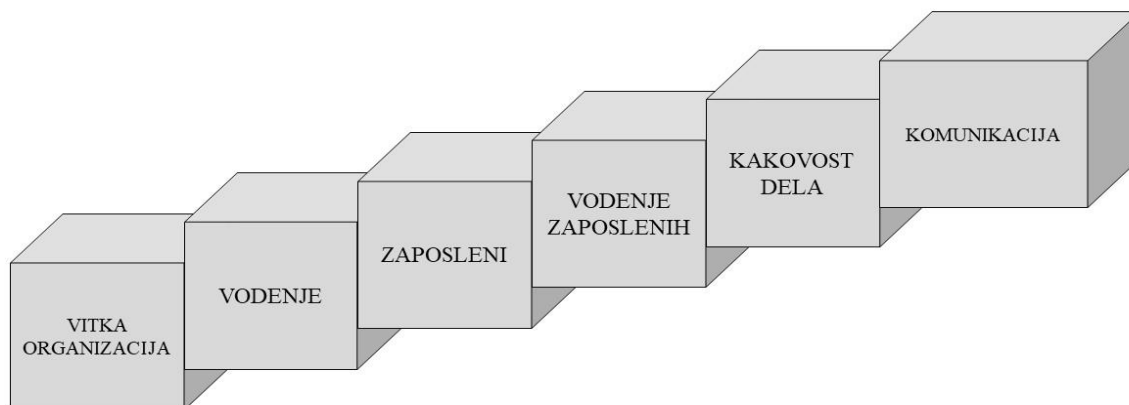 VITKA
ORGANIZACIJA
VODENJE
ZAPOSLENI
VODENJE
ZAPOSLENIH
KAKOVOST
DELA
KOMUNIKACIJA